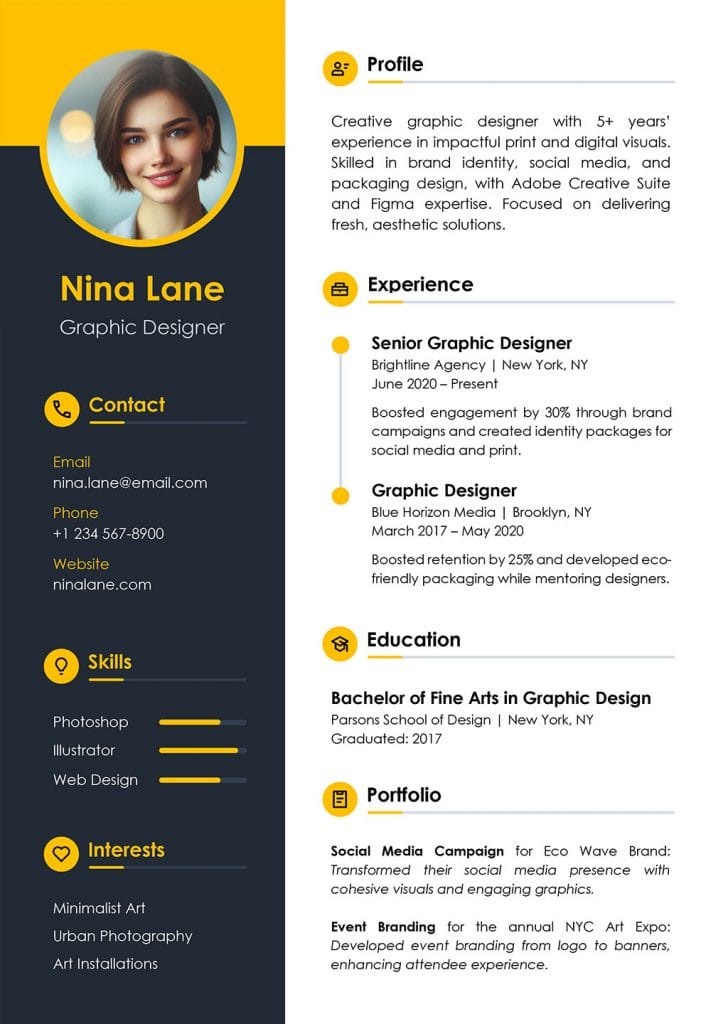 Nina Lane
Graphic Designer
Contact
Email
nina.lane@email.com
Phone
+1 234 567-8900
Website
ninalane.com
Skills
Photoshop
Illustrator
Web Design
Interests
Minimalist Art
Urban Photography
Art Installations
Profile
Creative graphic designer with 5+ years’
experience in impactful print and digital visuals.
Skilled in brand identity, social media, and
packaging design, with Adobe Creative Suite
and Figma expertise. Focused on delivering
fresh, aesthetic solutions.
Experience
Senior Graphic Designer
Brightline Agency | New York, NY
June 2020 – Present
Boosted engagement by 30% through brand
campaigns and created identity packages for
social media and print.
Graphic Designer
Blue Horizon Media | Brooklyn, NY
March 2017 – May 2020
Boosted retention by 25% and developed eco-
friendly packaging while mentoring designers.
Education
Bachelor of Fine Arts in Graphic Design
Parsons School of Design | New York, NY
Graduated: 2017
Portfolio
Social Media Campaign for Eco Wave Brand:
Transformed their social media presence with
cohesive visuals and engaging graphics.
Event Branding for the annual NYC Art Expo:
Developed event branding from logo to banners,
enhancing attendee experience.